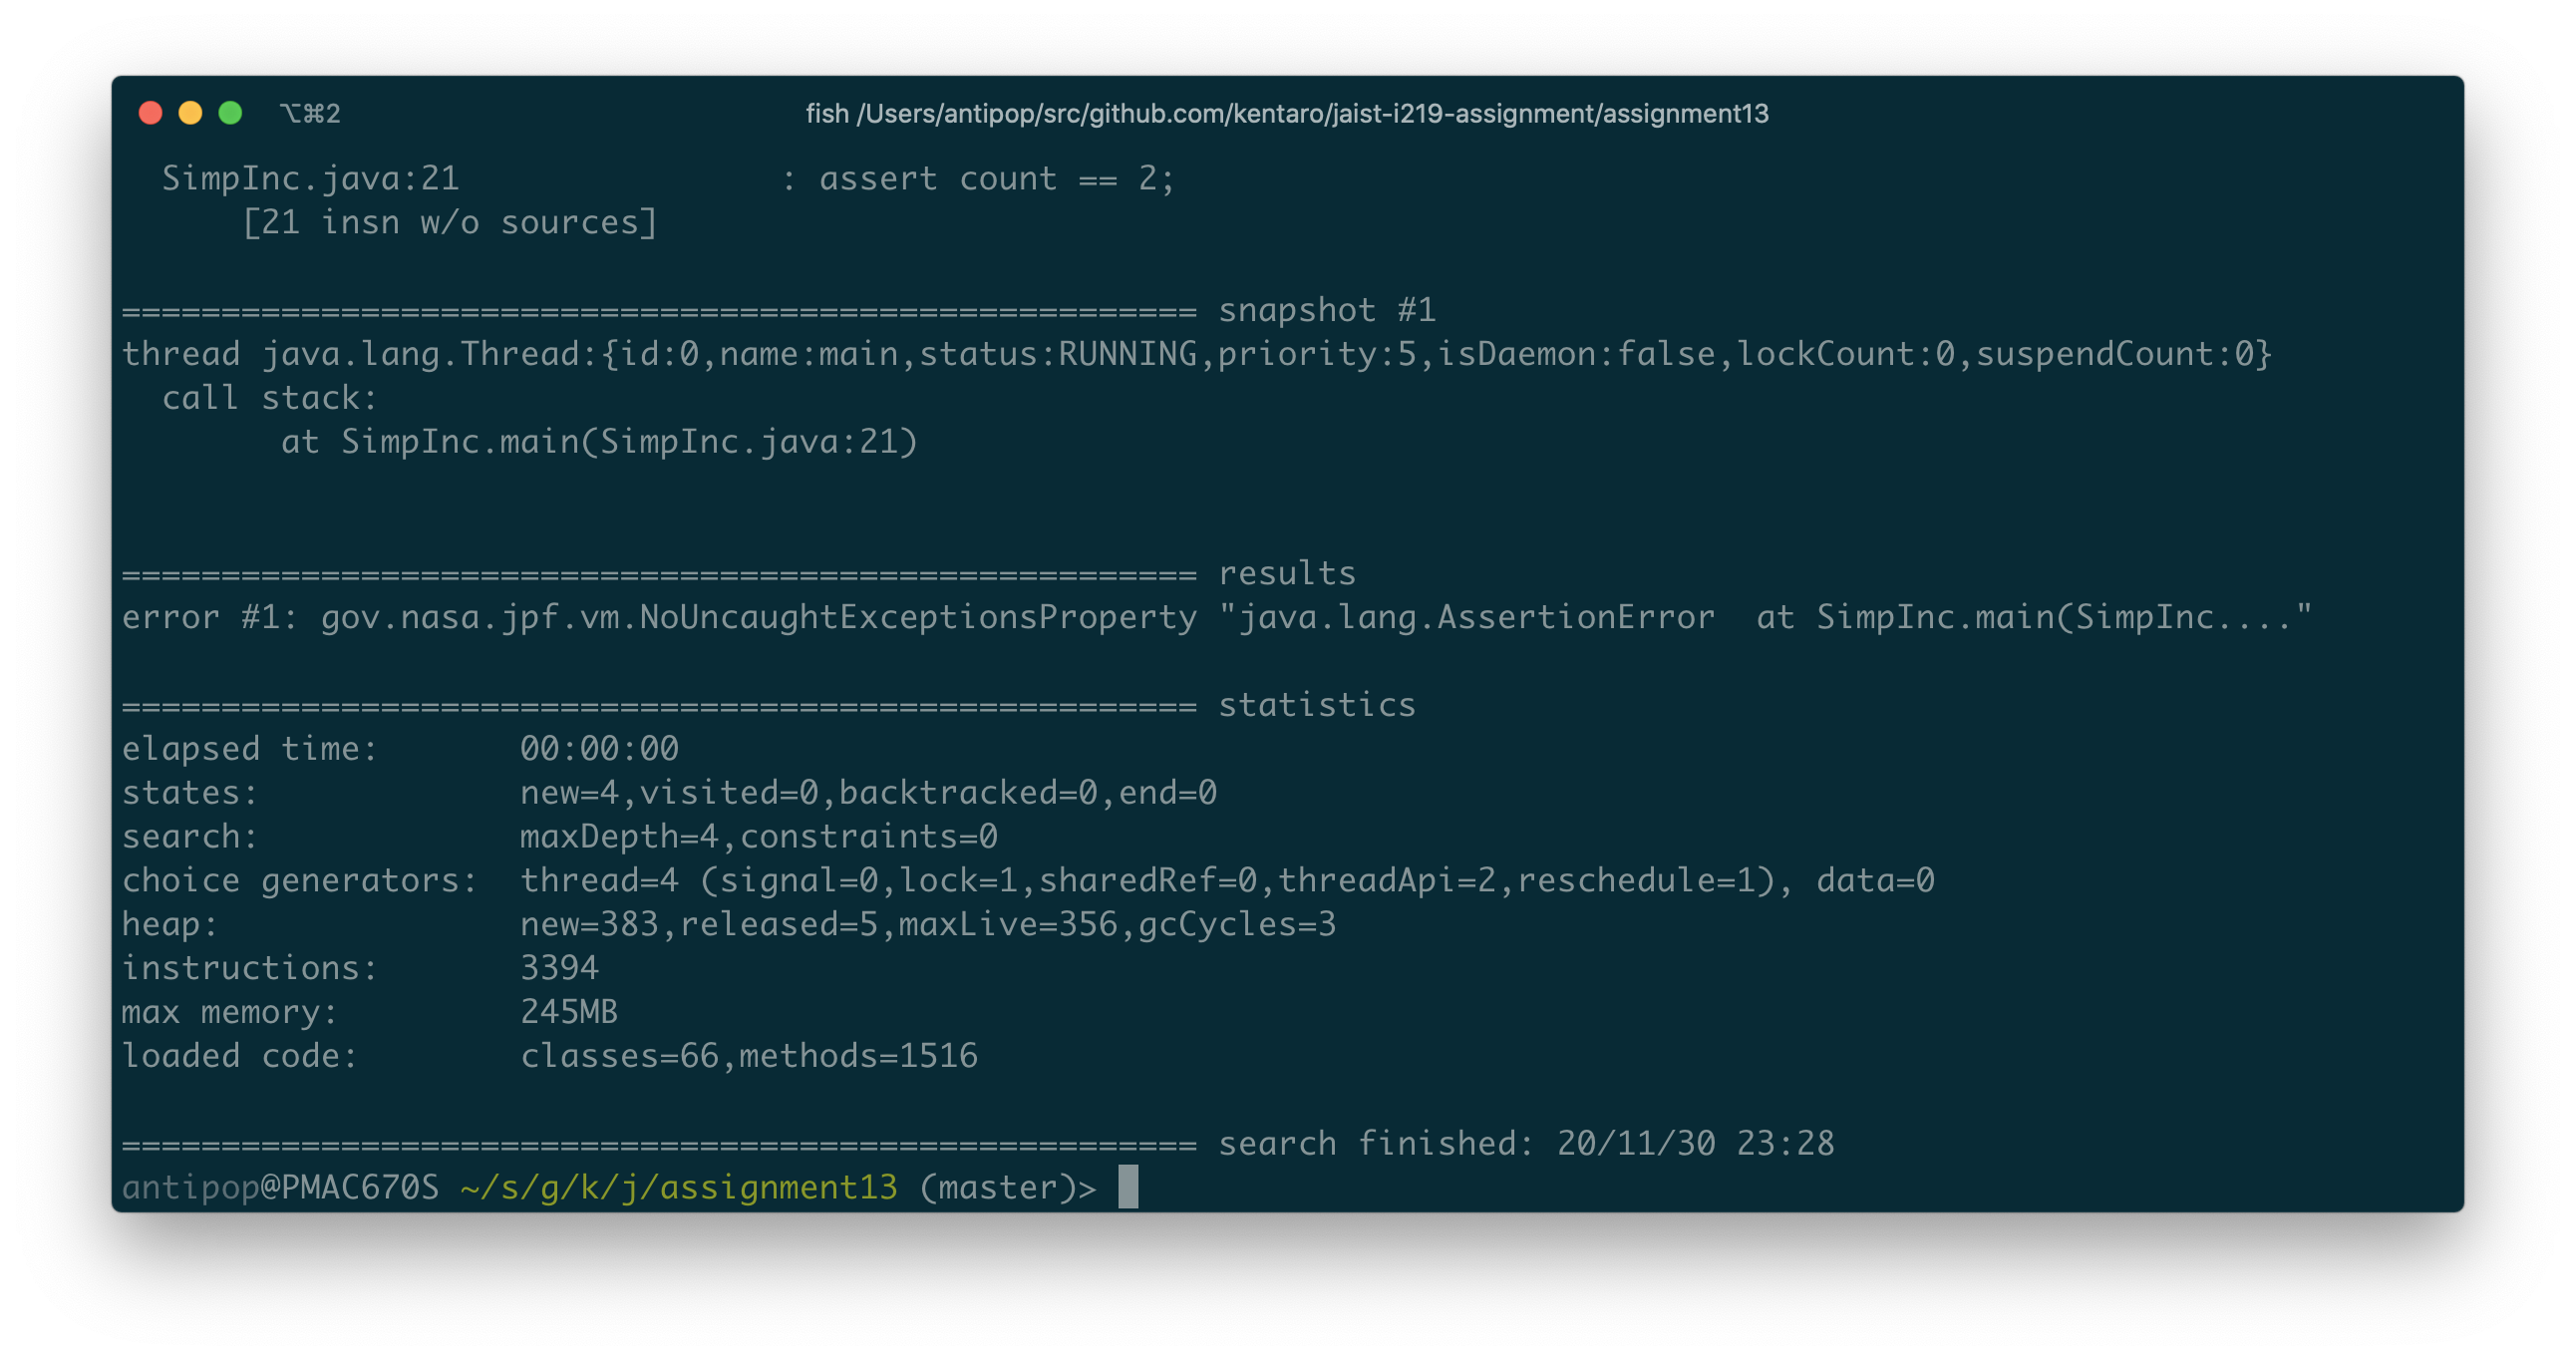 ⌥⌘2
fish /Users/antipop/src/github.com/kentaro/jaist-i219-assignment/assignment13
SimpInc.java:21                : assert count == 2;
[21 insn w/o sources]
====================================================== snapshot #1
thread java.lang.Thread:{id:0,name:main,status:RUNNING,priority:5,isDaemon:false,lockCount:0,suspendCount:0}
call stack:
at SimpInc.main(SimpInc.java:21)
====================================================== results
error #1: gov.nasa.jpf.vm.NoUncaughtExceptionsProperty "java.lang.AssertionError  at SimpInc.main(SimpInc...."
====================================================== statistics
elapsed time:       00:00:00
states:             new=4,visited=0,backtracked=0,end=0
search:             maxDepth=4,constraints=0
choice generators:  thread=4 (signal=0,lock=1,sharedRef=0,threadApi=2,reschedule=1), data=0
heap:               new=383,released=5,maxLive=356,gcCycles=3
instructions:       3394
max memory:         245MB
loaded code:        classes=66,methods=1516
====================================================== search finished: 20/11/30 23:28
antipop@PMAC670S ~/s/g/k/j/assignment13 (master)>